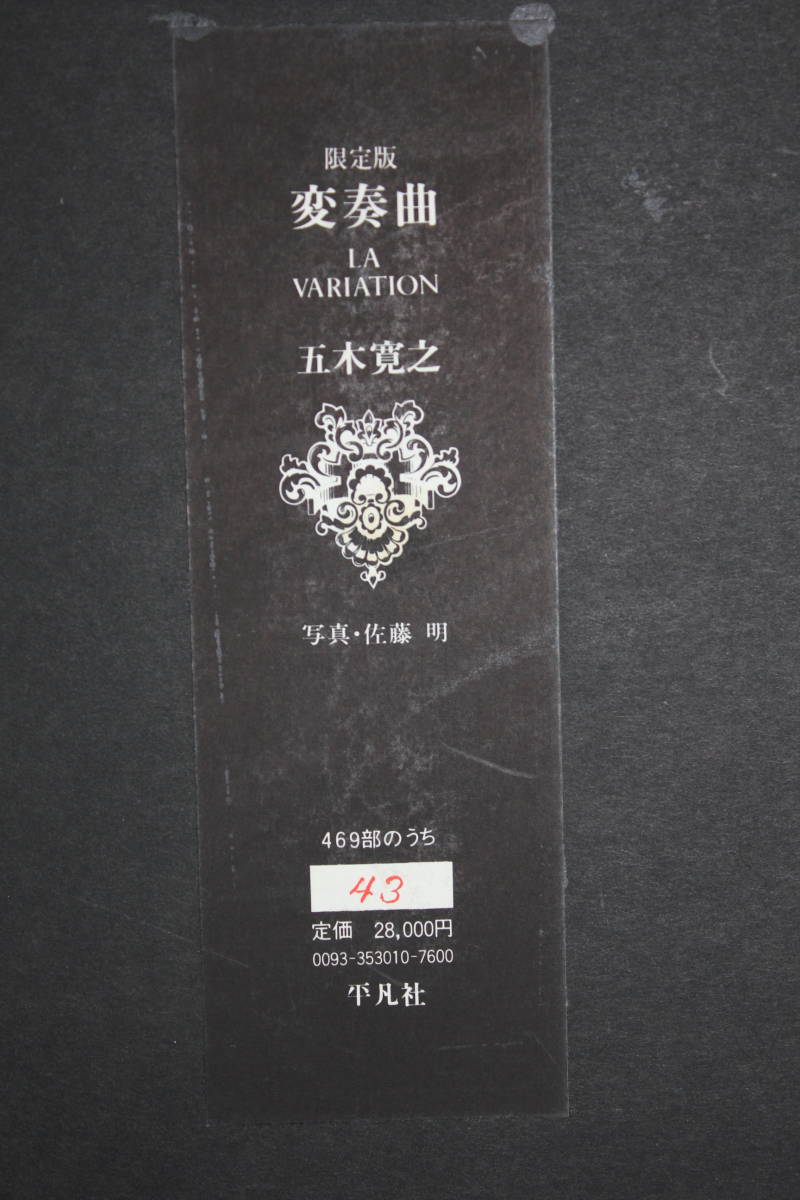 限定版
変奏曲
LA
VARIATION
五木寛之
写真・佐藤 明
469部のうち
43
定価 28,000円
0093-353010-7600
平凡社